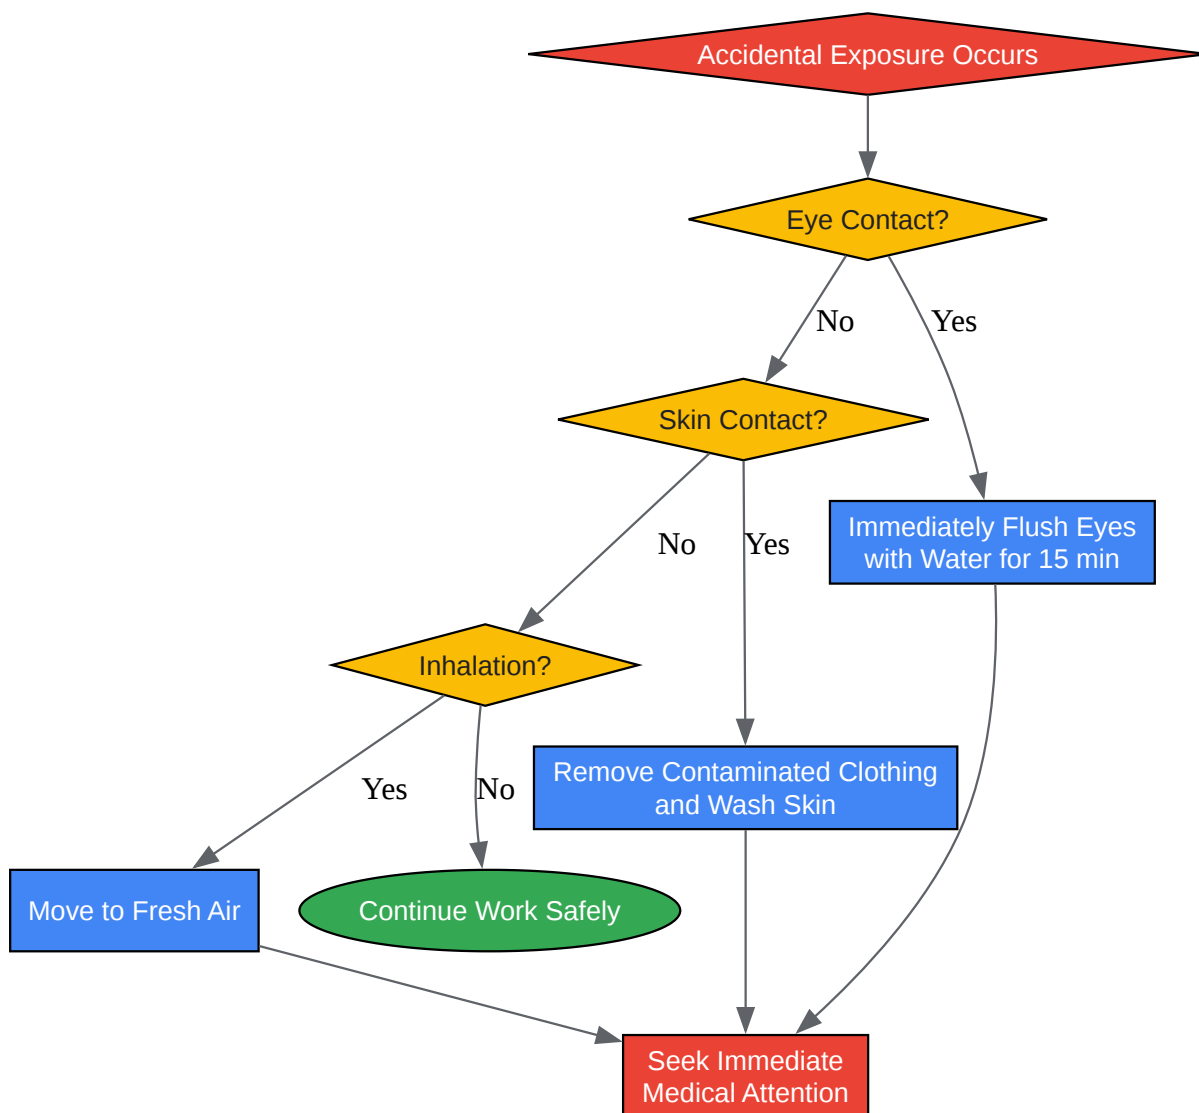 Accidental Exposure Occurs
Eye Contact?
No
Yes
Skin Contact?
Immediately Flush Eyes
with Water for 15 min
No
Yes
Inhalation?
Remove Contaminated Clothing
and Wash Skin
Yes
No
Move to Fresh Air
Continue Work Safely
Seek Immediate
Medical Attention